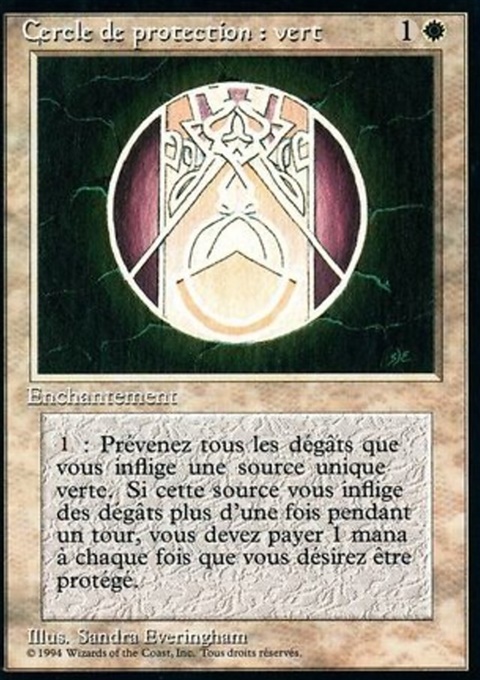 Cercle de protection : vert 1
SE
Enchantement
1 : Prévenez tous les dégâts que
vous inflige une source unique
verte. Si cette source vous inflige
des dégâts plus d'une fois pendant
un tour, vous devez payer 1 mana
à chaque fois que vous désirez être
protégé.
Illus. Sandra Everingham
© 1994 Wizards of the Coast, Inc. Tous droits réservés.